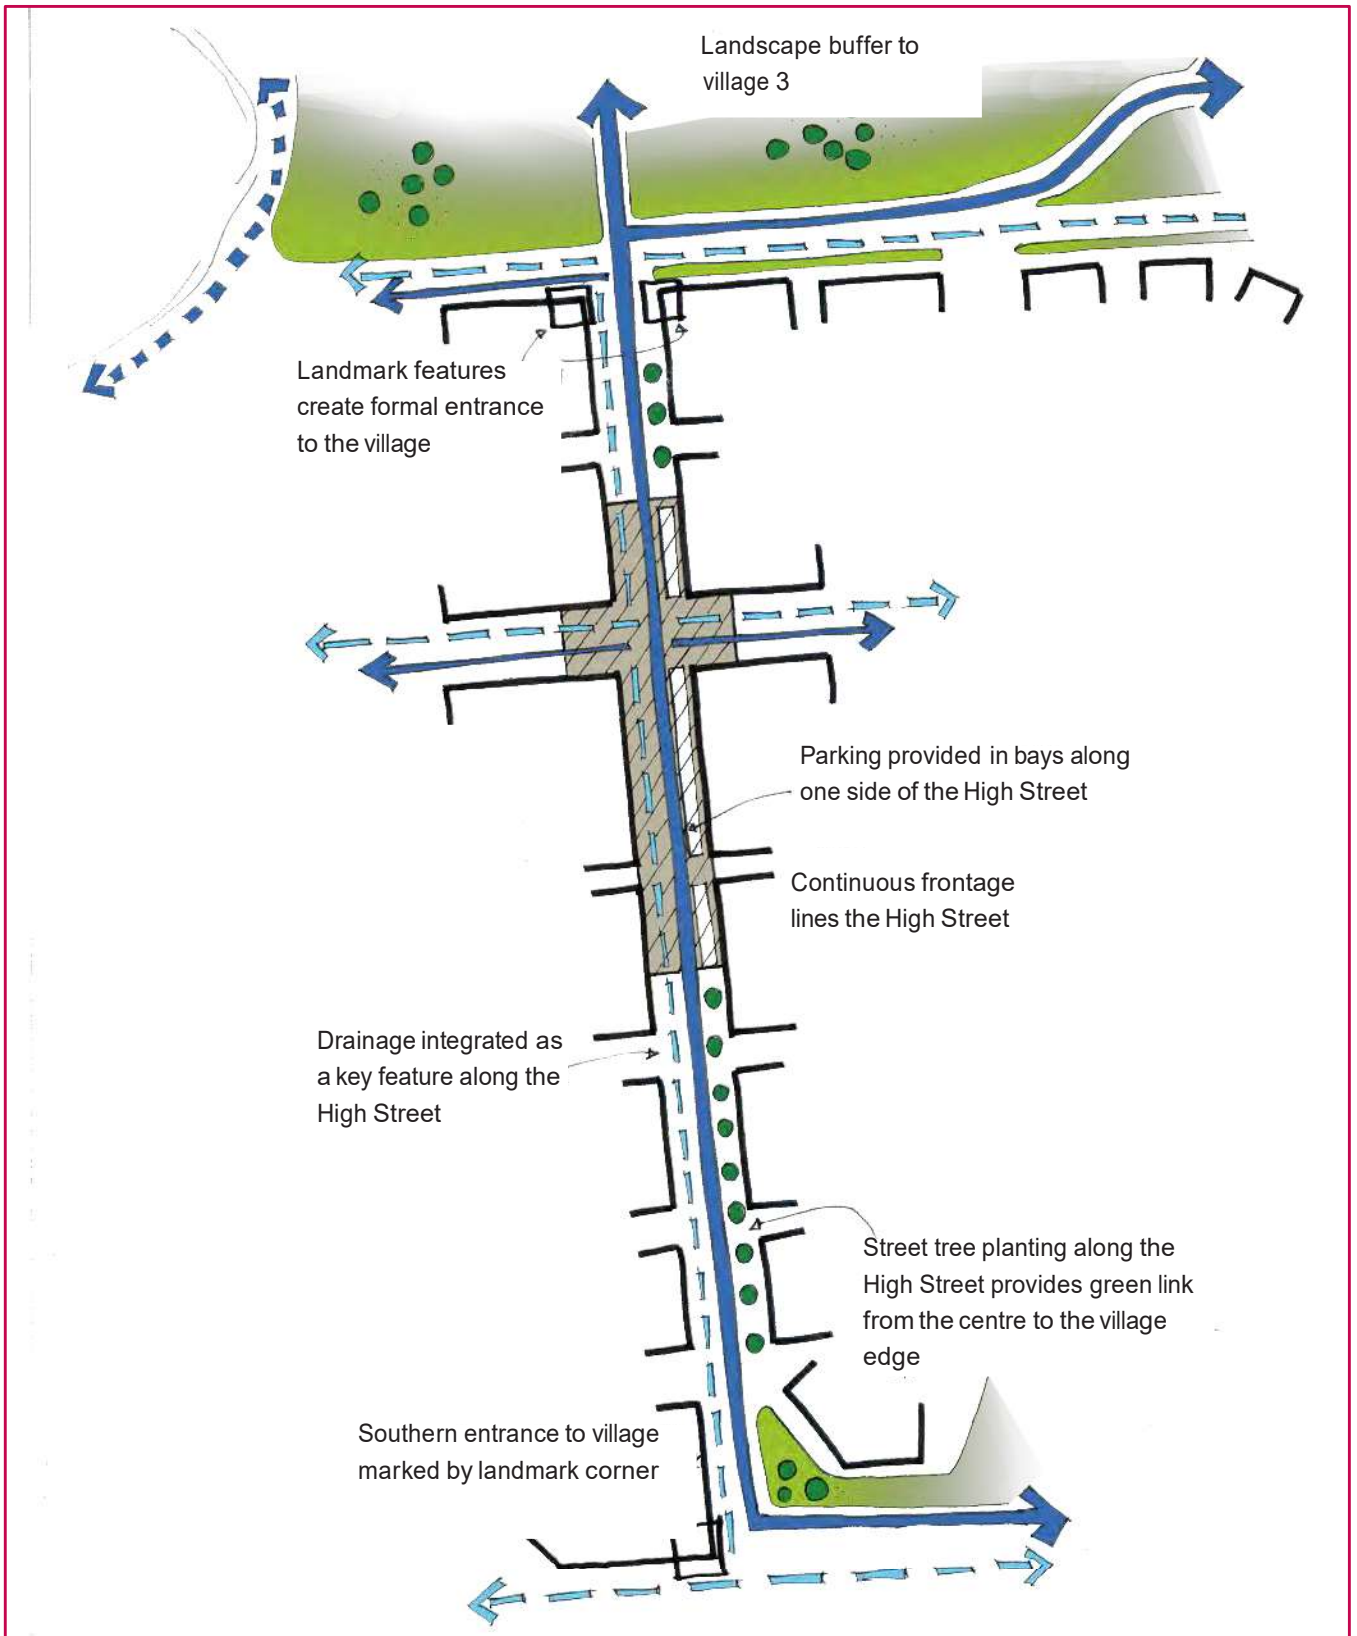 Landscape buffer to
village 3
Landmark features
create formal entrance
to the village
Parking provided in bays along
one side of the High Street
Continuous frontage
lines the High Street
Drainage integrated as
a key feature along the
High Street
Street tree planting along the
High Street provides green link
from the centre to the village
edge
Southern entrance to village
marked by landmark corner